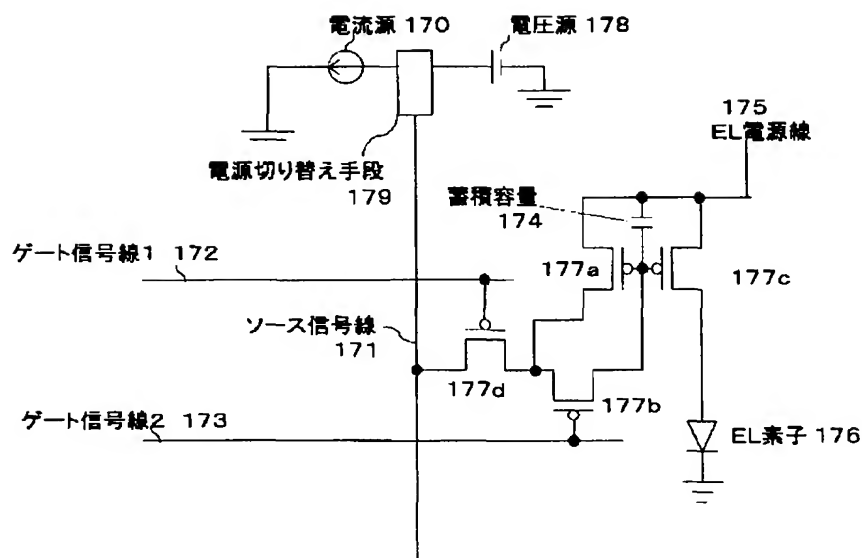 電流源 170
電圧源 178
175
EL電源線
電源切り替え手段
179
蓄積容量
174
ゲート信号線1 172
177a
177c
ソース信号線
171
177d
177b
ゲート信号線2 173
EL素子 176